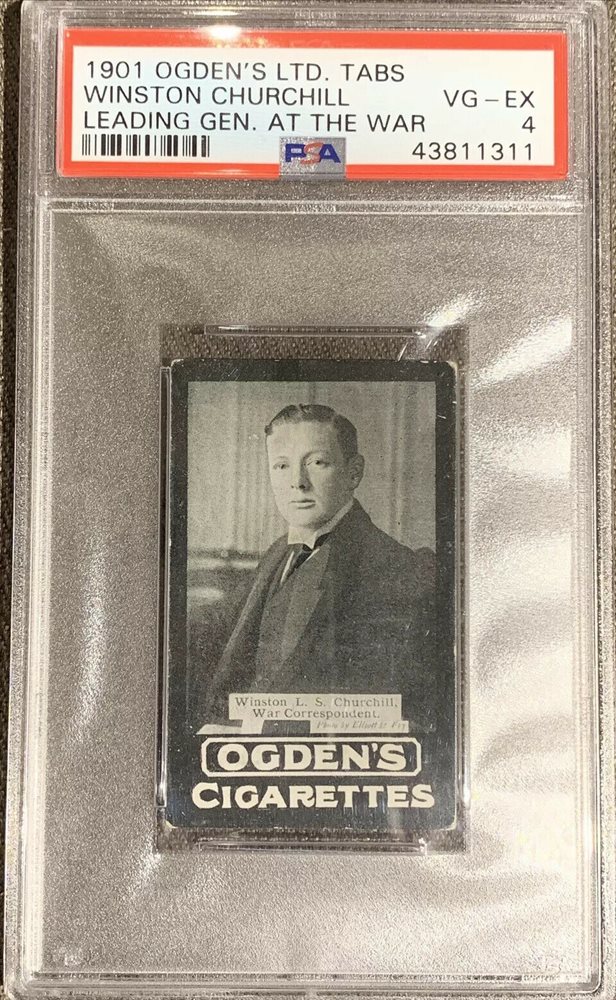 1901 OGDEN'S LTD. TABS
WINSTON CHURCHILL VG-EX
LEADING GEN. AT THE WAR 4
PSA 43811311
Winston L. S. Churchill,
War Correspondent.
Photo by Elliott & Fry
OGDEN'S
CIGARETTES